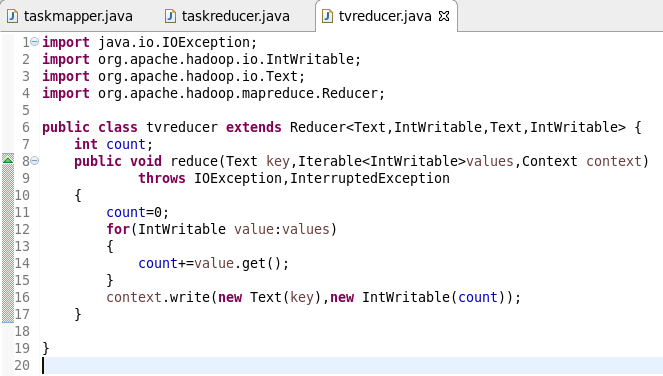 taskmapper.java taskreducer.java tvreducer.java
1 import java.io.IOException;
2 import org.apache.hadoop.io.IntWritable;
3 import org.apache.hadoop.io.Text;
4 import org.apache.hadoop.mapreduce.Reducer;
5
6 public class tvreducer extends Reducer<Text,IntWritable,Text,IntWritable> {
7     int count;
8     public void reduce(Text key,Iterable<IntWritable>values,Context context)
9             throws IOException,InterruptedException
10     {
11         count=0;
12         for(IntWritable value:values)
13         {
14             count+=value.get();
15         }
16         context.write(new Text(key),new IntWritable(count));
17     }
18
19 }
20